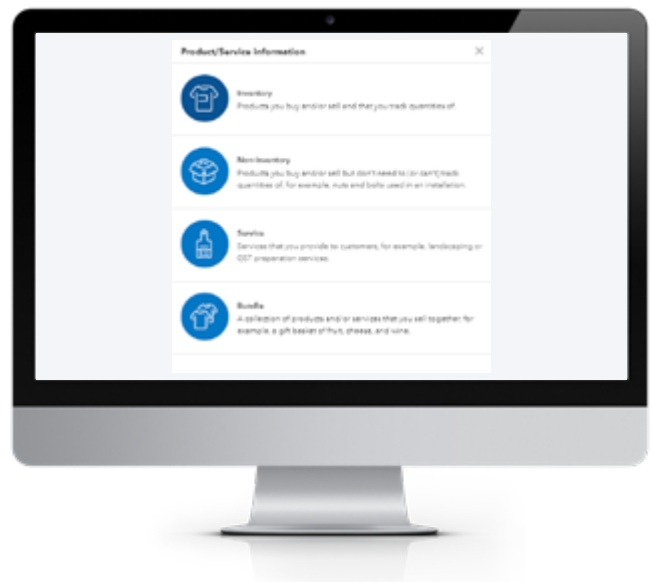 Product/Service information
Inventory
Products you buy and/or sell and that you track quantities of.
Non-inventory
Products you buy and/or sell but don't need to (or can't) track
quantities of, for example, nuts and bolts used in an installation.
Service
Services that you provide to customers, for example, landscaping or
GST preparation services.
Bundle
A collection of products and/or services that you sell together, for
example, a gift basket of fruit, cheese, and wine.